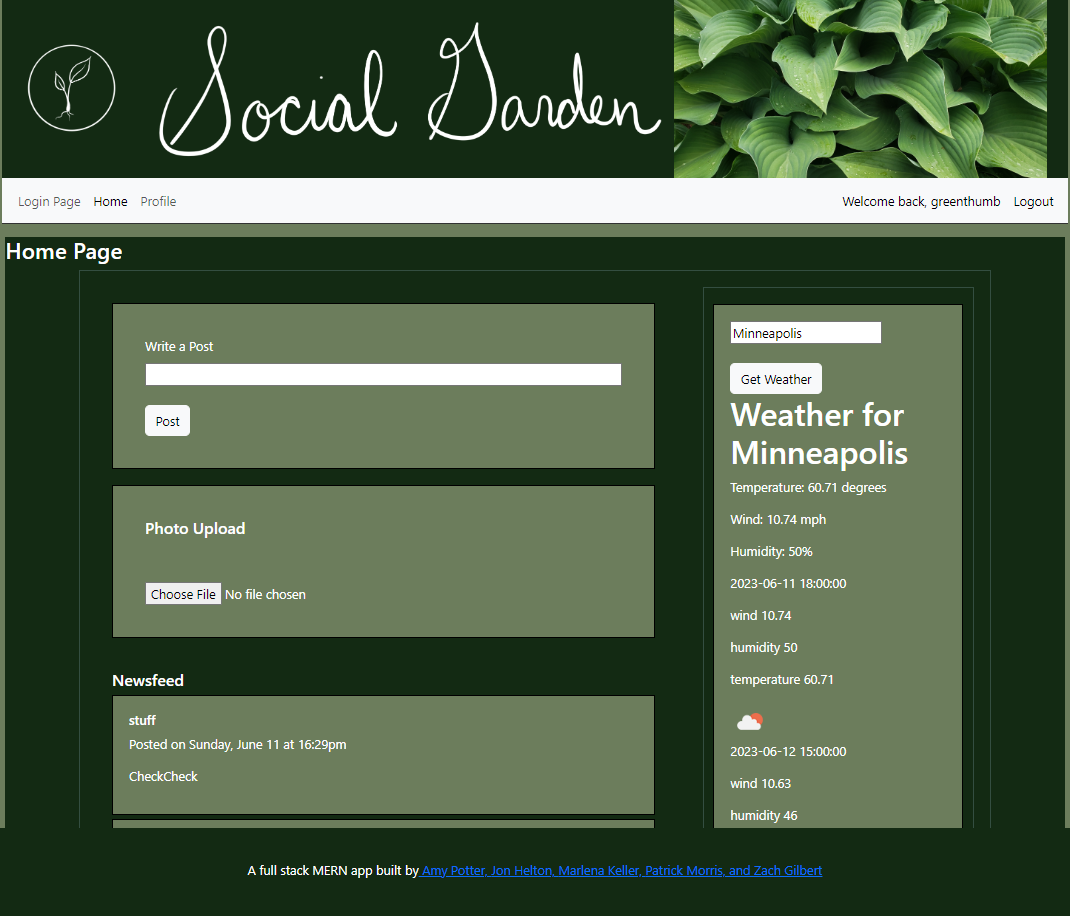 Social Garden
Login Page Home Profile Welcome back, greenthumb Logout
Home Page
Write a Post
Post
Photo Upload
Choose File No file chosen
Newsfeed
stuff
Posted on Sunday, June 11 at 16:29pm
CheckCheck
Minneapolis
Get Weather
Weather for
Minneapolis
Temperature: 60.71 degrees
Wind: 10.74 mph
Humidity: 50%
2023-06-11 18:00:00
wind 10.74
humidity 50
temperature 60.71
2023-06-12 15:00:00
wind 10.63
humidity 46
A full stack MERN app built by Amy Potter, Jon Helton, Marlena Keller, Patrick Morris, and Zach Gilbert